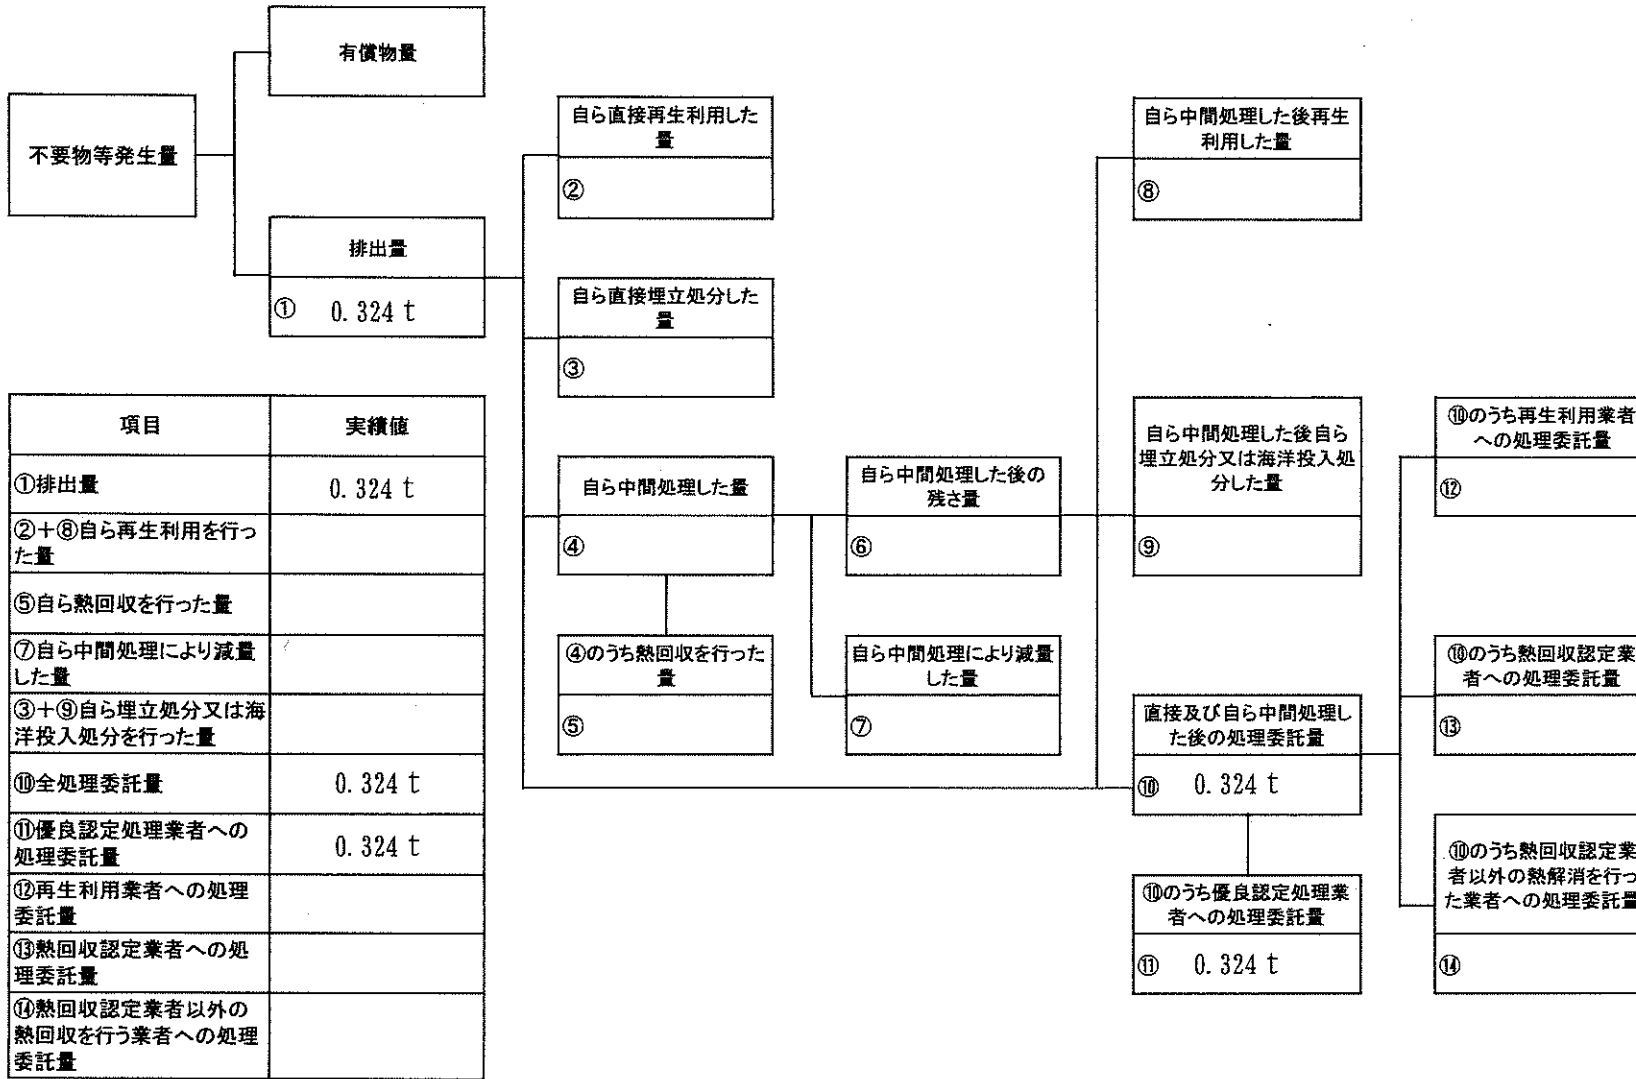 有償物量
不要物等発生量
排出量
① 0.324 t
自ら直接再生利用した
量
②
自ら直接埋立処分した
量
③
自ら中間処理した量
④
④のうち熱回収を行った
量
⑤
自ら中間処理した後の
残さ量
⑥
自ら中間処理により減量
した量
⑦
自ら中間処理した後再生
利用した量
⑧
自ら中間処理した後自ら
埋立処分又は海洋投入処
分した量
⑨
直接及び自ら中間処理し
た後の処理委託量
⑩ 0.324 t
⑩のうち優良認定処理業
者への処理委託量
⑪ 0.324 t
⑩のうち再生利用業者
への処理委託量
⑫
⑩のうち熱回収認定業
者への処理委託量
⑬
⑩のうち熱回収認定業
者以外の熱解消を行っ
た業者への処理委託量
⑭
項目 実績値
①排出量 0.324 t
②+⑧自ら再生利用を行っ
た量
⑤自ら熱回収を行った量
⑦自ら中間処理により減量
した量
③+⑨自ら埋立処分又は海
洋投入処分を行った量
⑩全処理委託量 0.324 t
⑪優良認定処理業者への
処理委託量 0.324 t
⑫再生利用業者への処理
委託量
⑬熱回収認定業者への処
理委託量
⑭熱回収認定業者以外の
熱回収を行う業者への処理
委託量